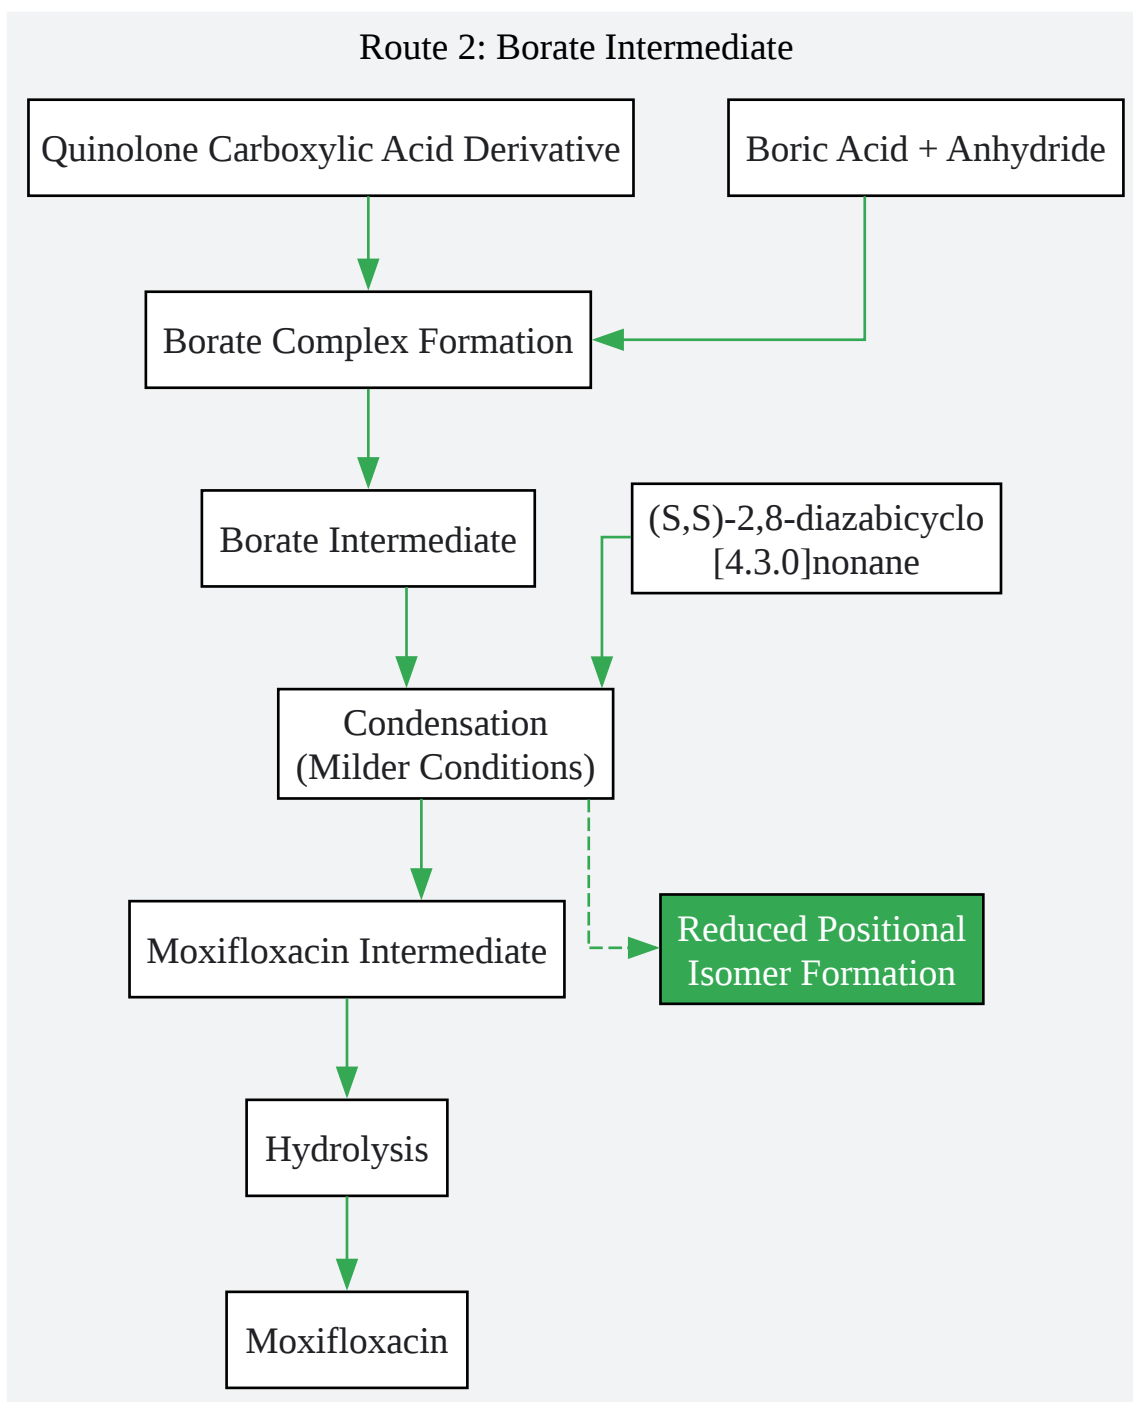 Route 2: Borate Intermediate
Quinolone Carboxylic Acid Derivative
Boric Acid + Anhydride
Borate Complex Formation
Borate Intermediate
(S,S)-2,8-diazabicyclo
[4.3.0]nonane
Condensation
(Milder Conditions)
Moxifloxacin Intermediate
Reduced Positional
Isomer Formation
Hydrolysis
Moxifloxacin